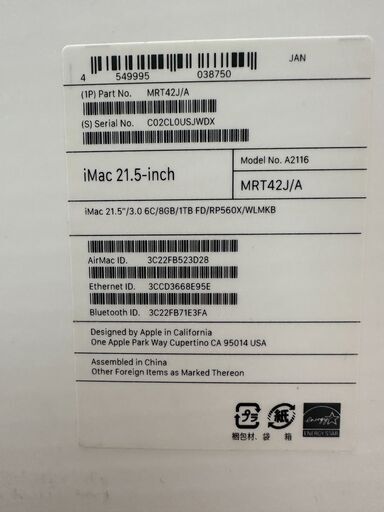 JAN
4 549995 038750
(1P) Part No. MRT42J/A
(S) Serial No. C02CL0USJWDX
iMac 21.5-inch
Model No. A2116
MRT42J/A
iMac 21.5"/3.0 6C/8GB/1TB FD/RP560X/WLMKB
AirMac ID. 3C22FB523D28
Ethernet ID. 3CCD3668E95E
Bluetooth ID. 3C22FB71E3FA
Designed by Apple in California
One Apple Park Way Cupertino CA 95014 USA
Assembled in China
Other Foreign Items as Marked Thereon
プラ 紙 energy
梱包材、袋 箱 ENERGY STAR